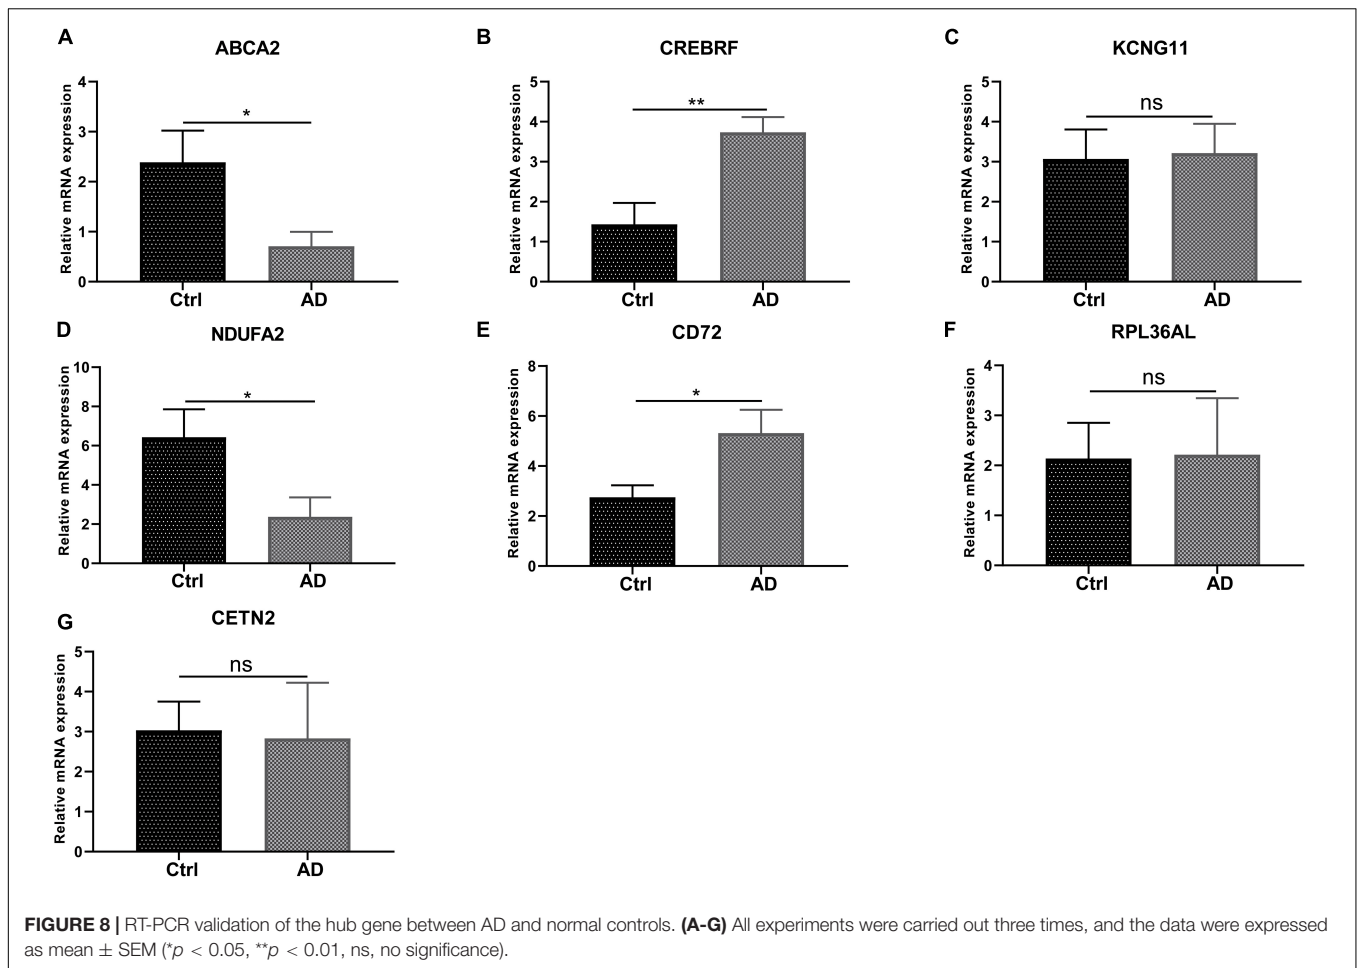 A
ABCA2
Relative mRNA expression
4
3
2
1
0
*
Ctrl
AD
B
CREBRF
Relative mRNA expression
5
4
3
2
1
0
**
Ctrl
AD
C
KCNG11
Relative mRNA expression
5
4
3
2
1
0
ns
Ctrl
AD
D
NDUFA2
Relative mRNA expression
10
8
6
4
2
0
*
Ctrl
AD
E
CD72
Relative mRNA expression
8
6
4
2
0
*
Ctrl
AD
F
RPL36AL
Relative mRNA expression
4
3
2
1
0
ns
Ctrl
AD
G
CETN2
Relative mRNA expression
5
4
3
2
1
0
ns
Ctrl
AD
FIGURE 8 | RT-PCR validation of the hub gene between AD and normal controls. (A-G) All experiments were carried out three times, and the data were expressed
as mean ± SEM (*p < 0.05, **p < 0.01, ns, no significance).